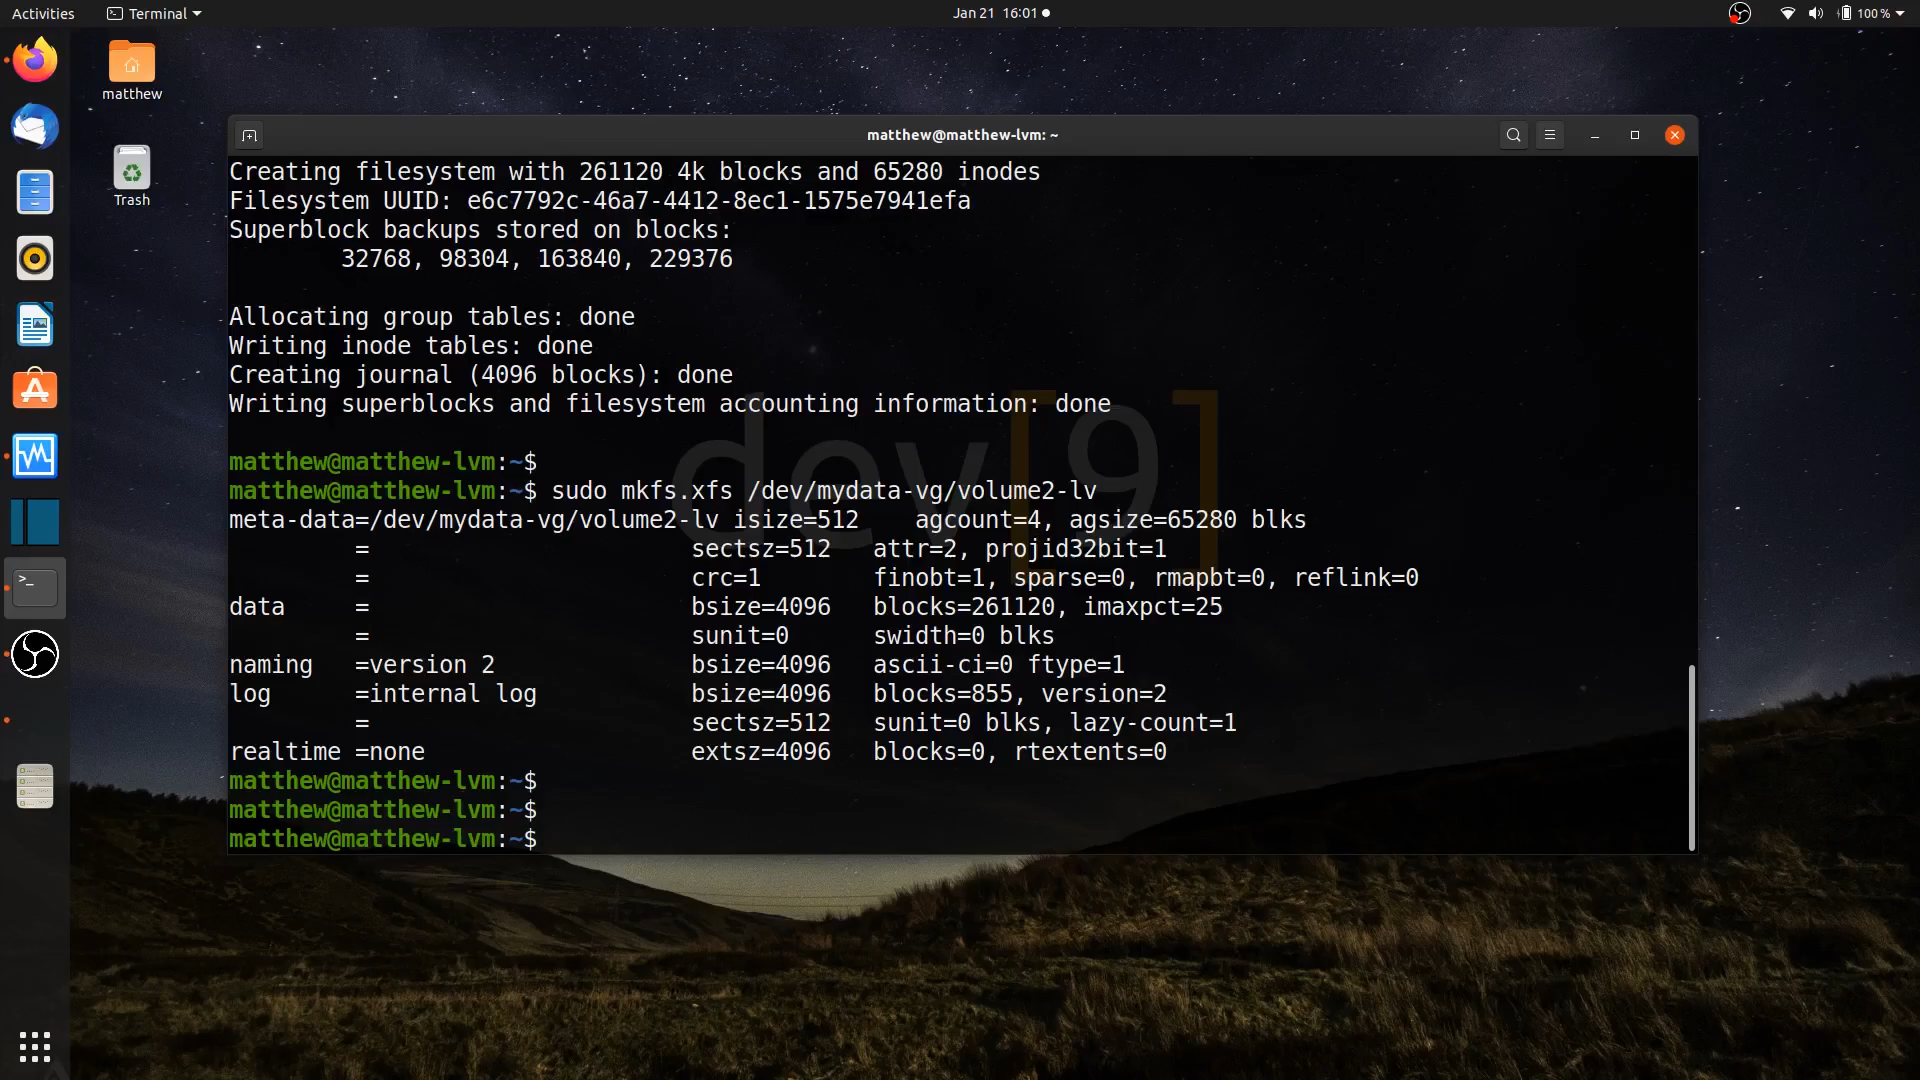 Activities
Terminal
Jan 21 16:01
100 %
matthew
Trash
matthew@matthew-lvm: ~
Creating filesystem with 261120 4k blocks and 65280 inodes
Filesystem UUID: e6c7792c-46a7-4412-8ec1-1575e7941efa
Superblock backups stored on blocks:
32768, 98304, 163840, 229376
Allocating group tables: done
Writing inode tables: done
Creating journal (4096 blocks): done
Writing superblocks and filesystem accounting information: done
dev[9]
matthew@matthew-lvm:~$
matthew@matthew-lvm:~$ sudo mkfs.xfs /dev/mydata-vg/volume2-lv
meta-data=/dev/mydata-vg/volume2-lv isize=512    agcount=4, agsize=65280 blks
         =                       sectsz=512   attr=2, projid32bit=1
         =                       crc=1        finobt=1, sparse=0, rmapbt=0, reflink=0
data     =                       bsize=4096   blocks=261120, imaxpct=25
         =                       sunit=0      swidth=0 blks
naming   =version 2              bsize=4096   ascii-ci=0 ftype=1
log      =internal log           bsize=4096   blocks=855, version=2
         =                       sectsz=512   sunit=0 blks, lazy-count=1
realtime =none                   extsz=4096   blocks=0, rtextents=0
matthew@matthew-lvm:~$
matthew@matthew-lvm:~$
matthew@matthew-lvm:~$